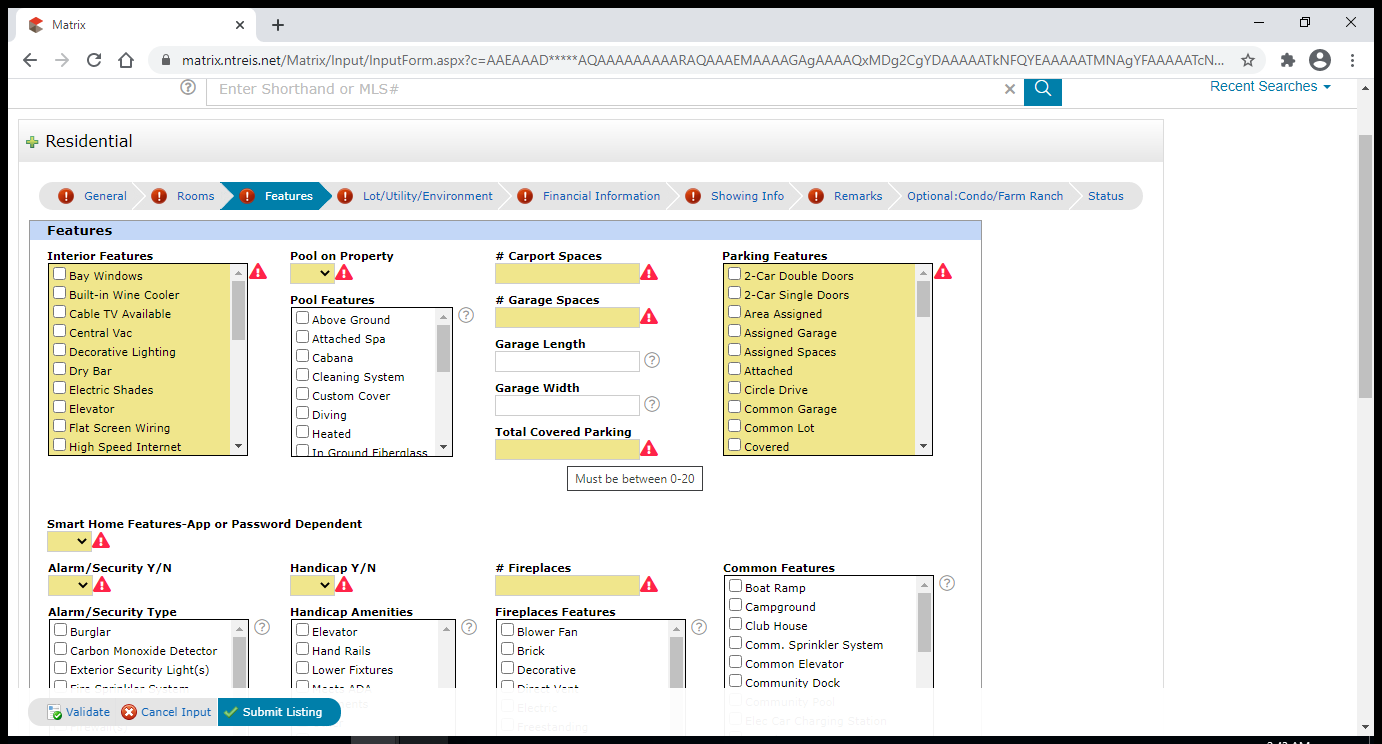 Matrix
matrix.ntreis.net/Matrix/Input/InputForm.aspx?c=AAEAAAD*****AQAAAAAAAAARAQAAAEMAAAAGAgAAAAQxMDg2CgYDAAAAATkNFQYEAAAAATMNAgYFAAAAATcN...
Enter Shorthand or MLS#
Recent Searches
Residential
General
Rooms
Features
Lot/Utility/Environment
Financial Information
Showing Info
Remarks
Optional:Condo/Farm Ranch
Status
Features
Interior Features
Bay Windows
Built-in Wine Cooler
Cable TV Available
Central Vac
Decorative Lighting
Dry Bar
Electric Shades
Elevator
Flat Screen Wiring
High Speed Internet
Pool on Property
Pool Features
Above Ground
Attached Spa
Cabana
Cleaning System
Custom Cover
Diving
Heated
In Ground Fiberglass
# Carport Spaces
# Garage Spaces
Garage Length
Garage Width
Total Covered Parking
Must be between 0-20
Parking Features
2-Car Double Doors
2-Car Single Doors
Area Assigned
Assigned Garage
Assigned Spaces
Attached
Circle Drive
Common Garage
Common Lot
Covered
Smart Home Features-App or Password Dependent
Alarm/Security Y/N
Alarm/Security Type
Burglar
Carbon Monoxide Detector
Exterior Security Light(s)
Fire Sprinkler System
Handicap Y/N
Handicap Amenities
Elevator
Hand Rails
Lower Fixtures
Meets ADA
# Fireplaces
Fireplaces Features
Blower Fan
Brick
Decorative
Direct Vent
Electric
Freestanding
Common Features
Boat Ramp
Campground
Club House
Comm. Sprinkler System
Common Elevator
Community Dock
Community Pool
Elec Car Charging Station
Validate
Cancel Input
Submit Listing